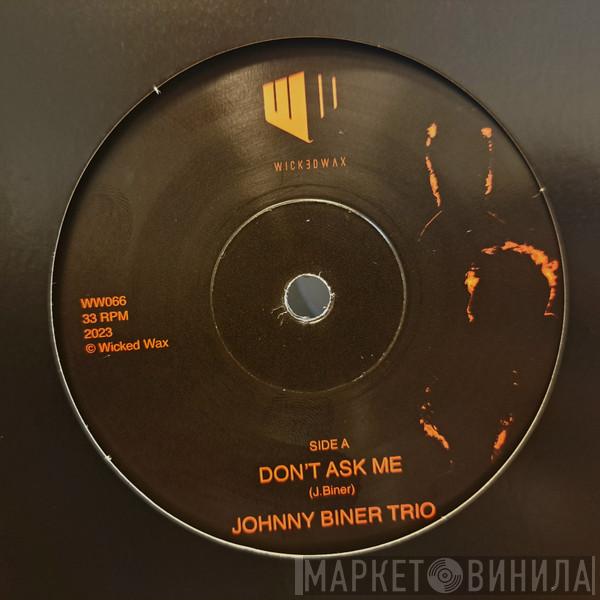 WICK3DWAX
WW066
33 RPM
2023
© Wicked Wax
SIDE A
DON'T ASK ME
(J.Biner)
JOHNNY BINER TRIO
МАРКЕТ ВИНИЛА